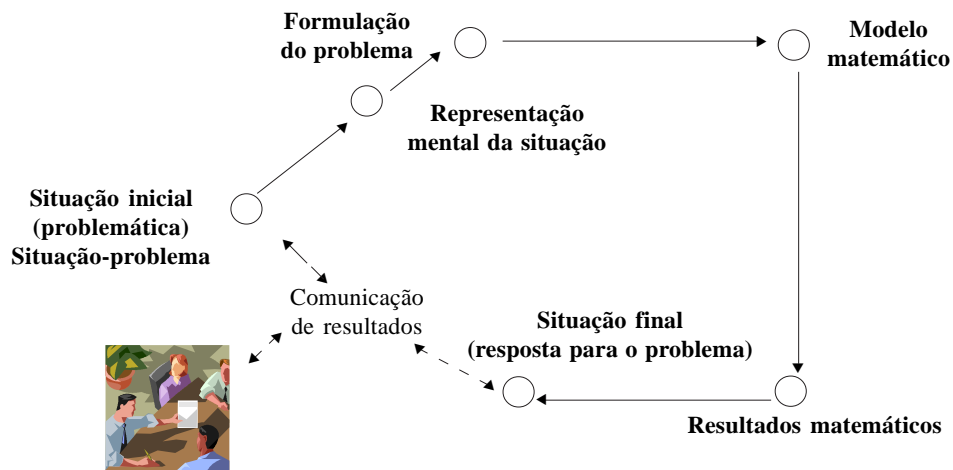 Formulação
do problema
Modelo
matemático
Representação
mental da situação
Situação inicial
(problemática)
Situação-problema
Comunicação
de resultados
Situação final
(resposta para o problema)
Resultados matemáticos